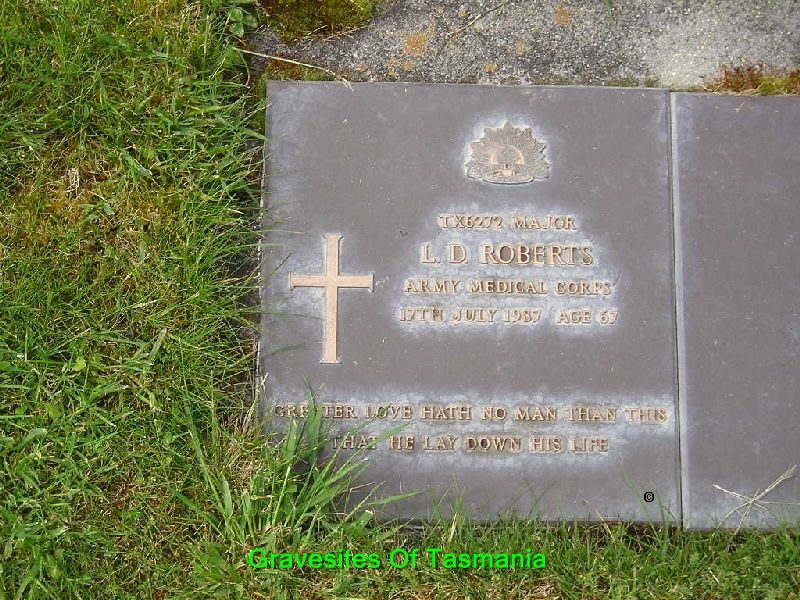 TX6272 MAJOR
L. D. ROBERTS
ARMY MEDICAL CORPS
17TH JULY 1987 AGE 67
GREATER LOVE HATH NO MAN THAN THIS
THAT HE LAY DOWN HIS LIFE
©
Gravesites Of Tasmania